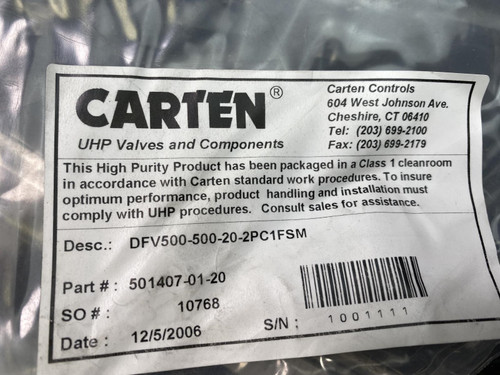 CARTEN®
UHP Valves and Components
Carten Controls
604 West Johnson Ave.
Cheshire, CT 06410
Tel: (203) 699-2100
Fax: (203) 699-2179
This High Purity Product has been packaged in a Class 1 cleanroom
in accordance with Carten standard work procedures. To insure
optimum performance, product handling and installation must
comply with UHP procedures. Consult sales for assistance.
Desc.: DFV500-500-20-2PC1FSM
Part # : 501407-01-20
SO # : 10768
Date : 12/5/2006
S/N : 1001111